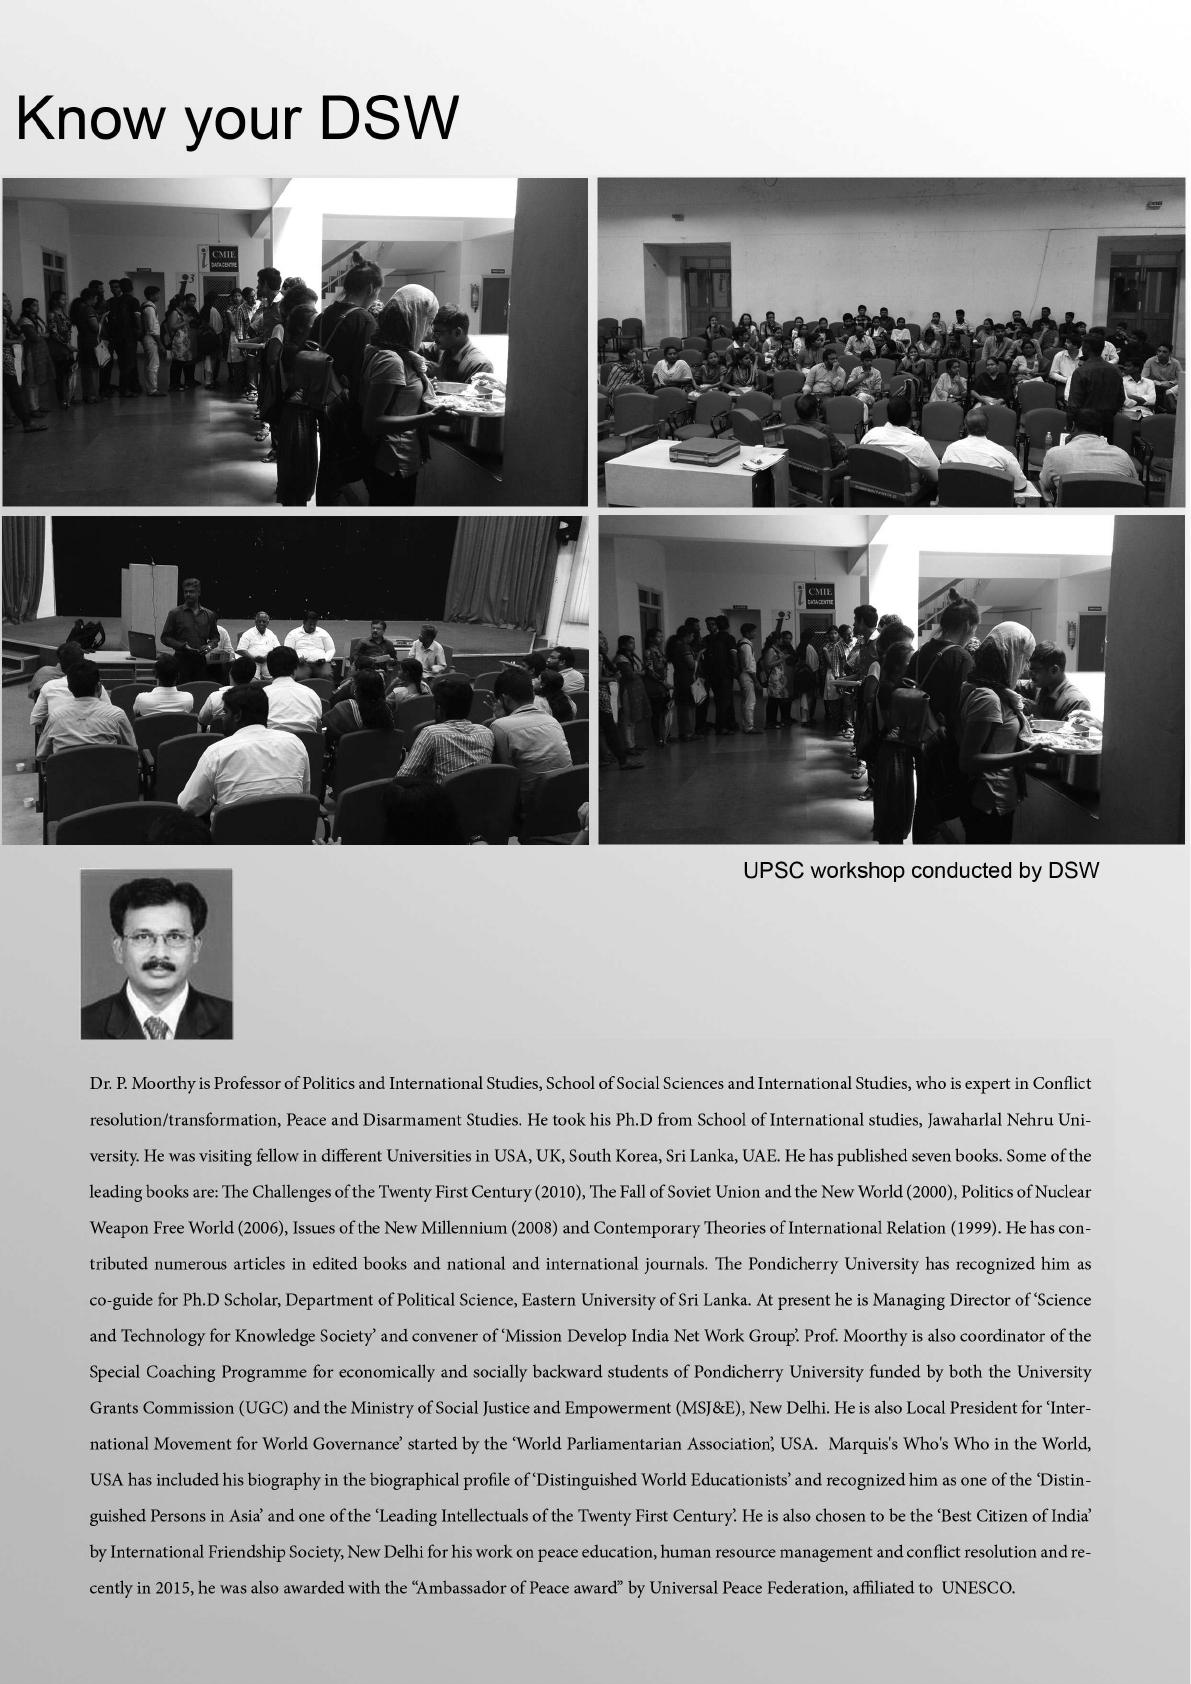 Know your DSW
CMIE
DATA CENTRE
3
CMIE
DATA CENTRE
3
UPSC workshop conducted by DSW
Dr. P. Moorthy is Professor of Politics and International Studies, School of Social Sciences and International Studies, who is expert in Conflict
resolution/transformation, Peace and Disarmament Studies. He took his Ph.D from School of International studies, Jawaharlal Nehru Uni-
versity. He was visiting fellow in different Universities in USA, UK, South Korea, Sri Lanka, UAE. He has published seven books. Some of the
leading books are: The Challenges of the Twenty First Century (2010), The Fall of Soviet Union and the New World (2000), Politics of Nuclear
Weapon Free World (2006), Issues of the New Millennium (2008) and Contemporary Theories of International Relation (1999). He has con-
tributed numerous articles in edited books and national and international journals. The Pondicherry University has recognized him as
co-guide for Ph.D Scholar, Department of Political Science, Eastern University of Sri Lanka. At present he is Managing Director of ‘Science
and Technology for Knowledge Society’ and convener of ‘Mission Develop India Net Work Group’. Prof. Moorthy is also coordinator of the
Special Coaching Programme for economically and socially backward students of Pondicherry University funded by both the University
Grants Commission (UGC) and the Ministry of Social Justice and Empowerment (MSJ&E), New Delhi. He is also Local President for ‘Inter-
national Movement for World Governance’ started by the ‘World Parliamentarian Association’, USA.  Marquis's Who's Who in the World,
USA has included his biography in the biographical profile of ‘Distinguished World Educationists’ and recognized him as one of the ‘Distin-
guished Persons in Asia’ and one of the ‘Leading Intellectuals of the Twenty First Century’. He is also chosen to be the ‘Best Citizen of India’
by International Friendship Society, New Delhi for his work on peace education, human resource management and conflict resolution and re-
cently in 2015, he was also awarded with the “Ambassador of Peace award” by Universal Peace Federation, affiliated to  UNESCO.